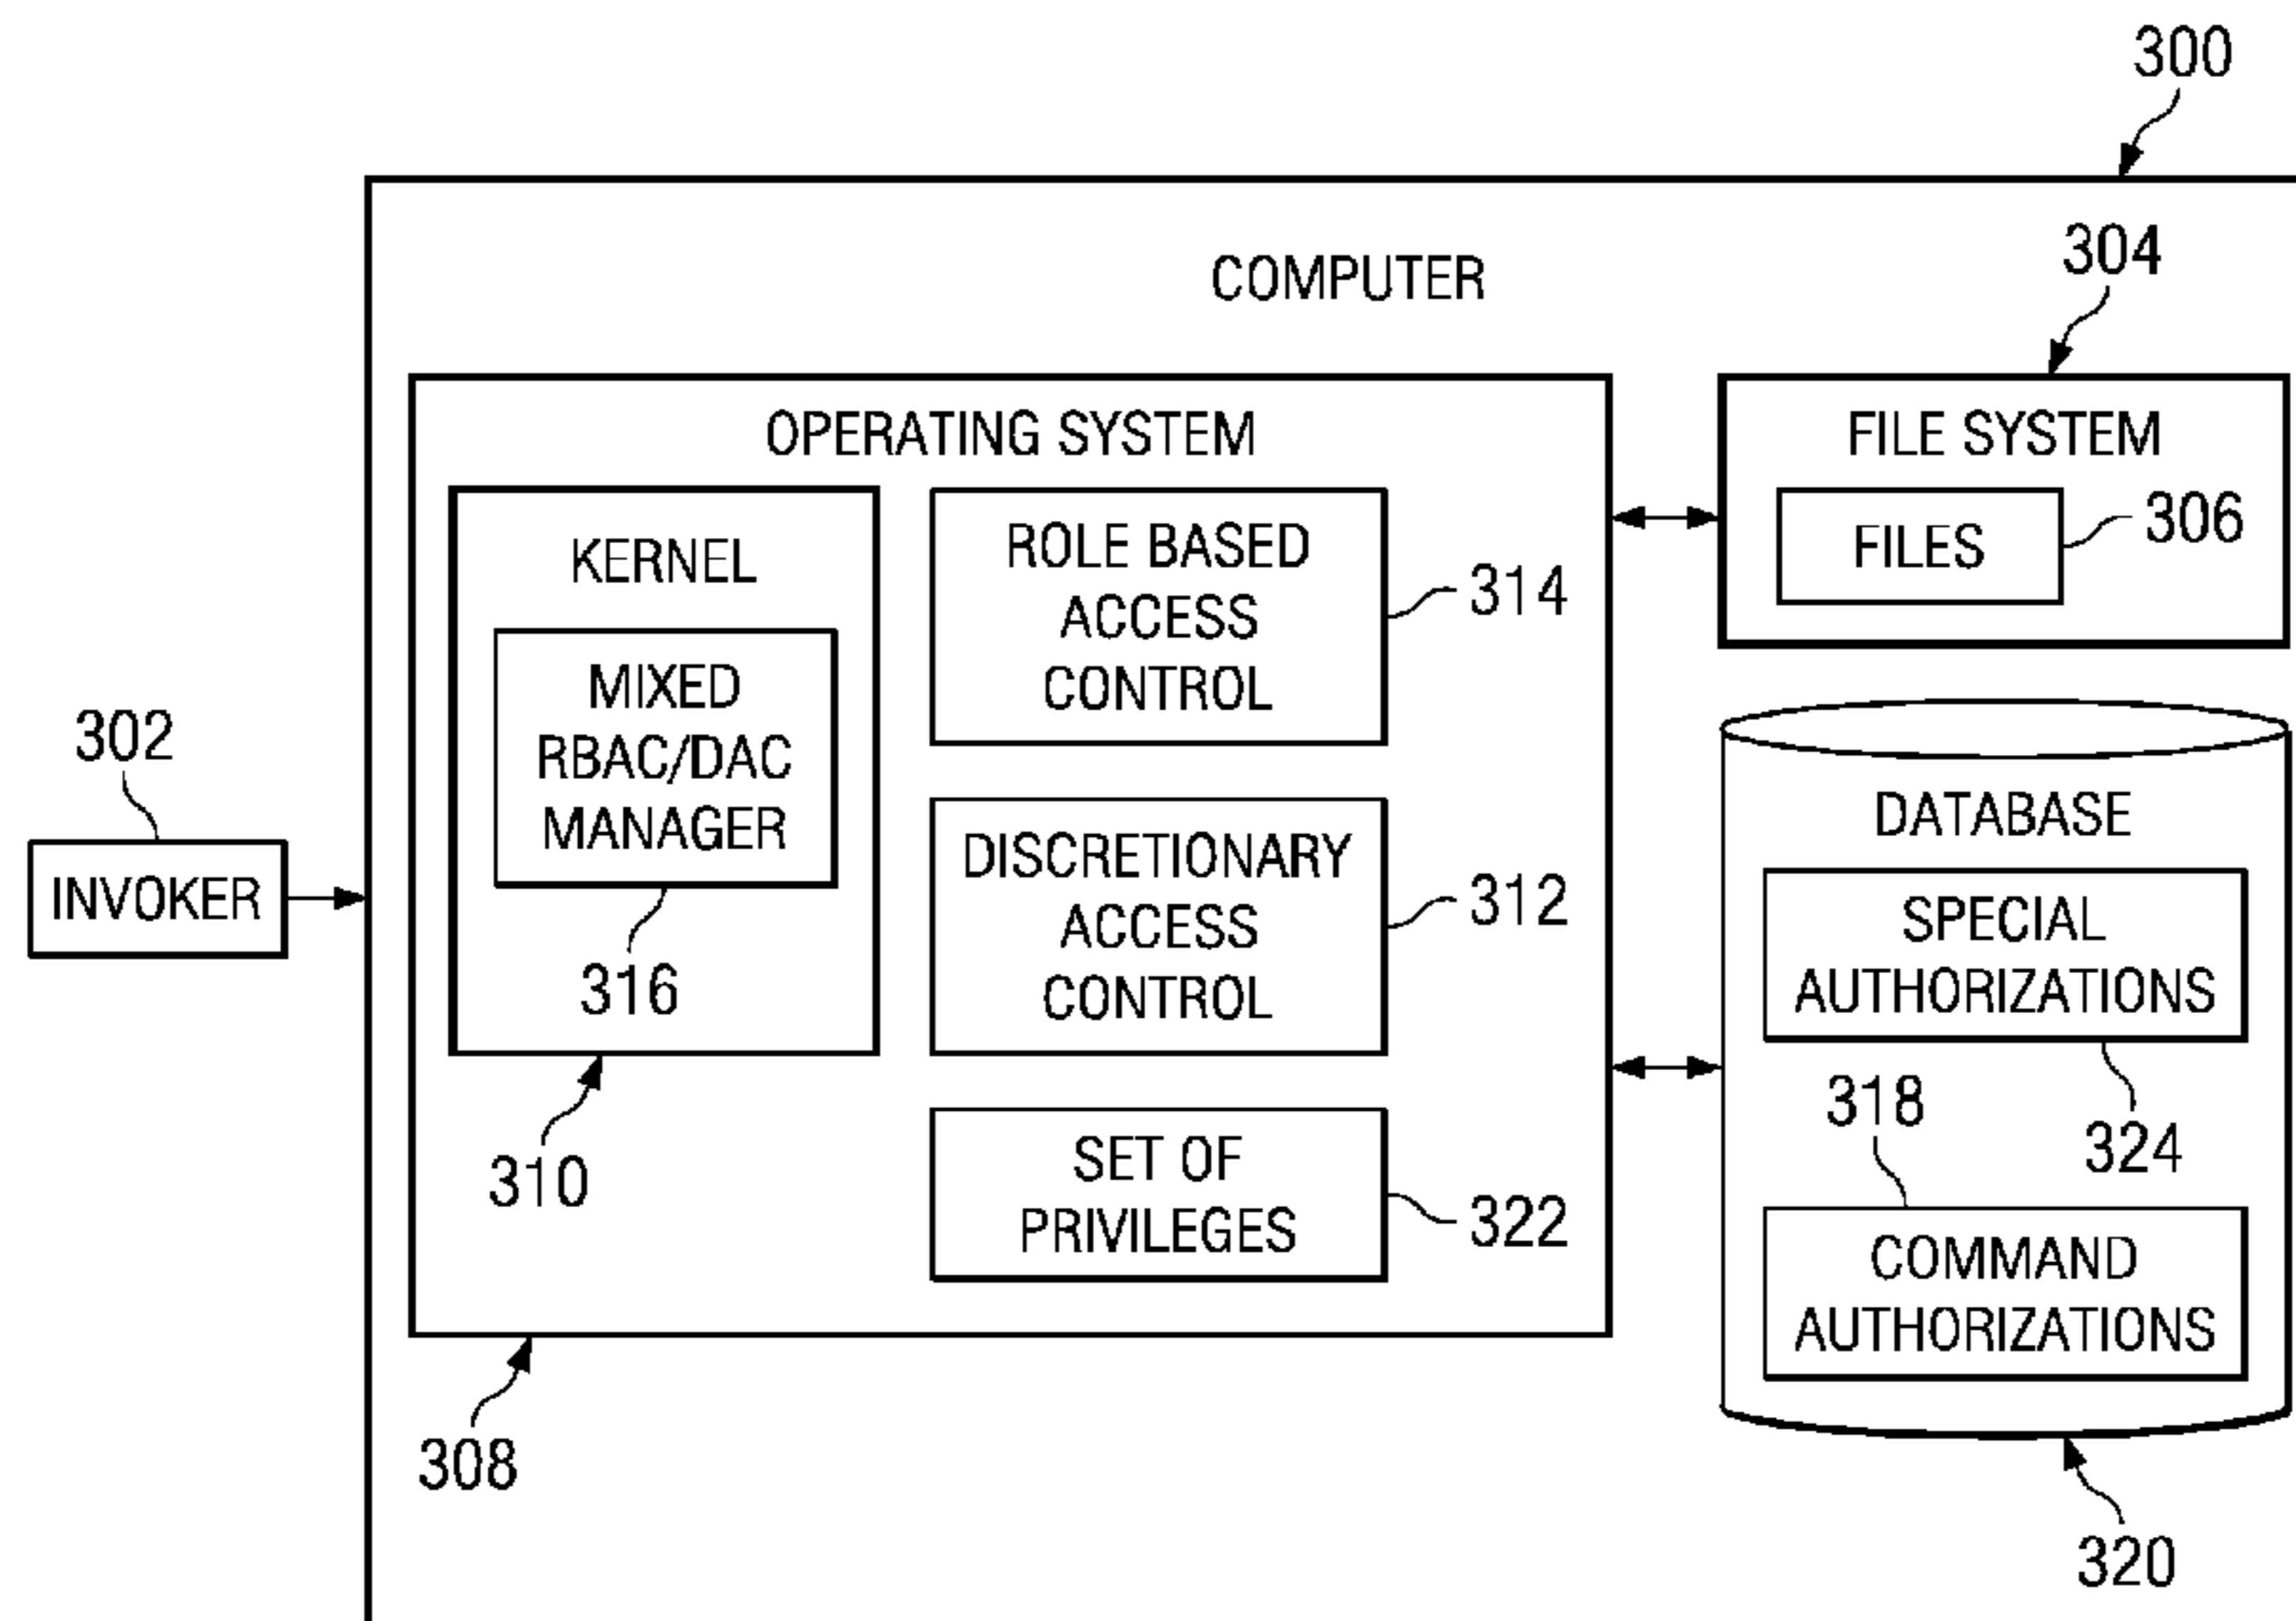 300
COMPUTER
304
OPERATING SYSTEM
FILE SYSTEM
FILES
306
KERNEL
MIXED
RBAC/DAC
MANAGER
316
310
ROLE BASED
ACCESS
CONTROL
314
DISCRETIONARY
ACCESS
CONTROL
312
SET OF
PRIVILEGES
322
302
INVOKER
DATABASE
SPECIAL
AUTHORIZATIONS
324
318
COMMAND
AUTHORIZATIONS
308
320